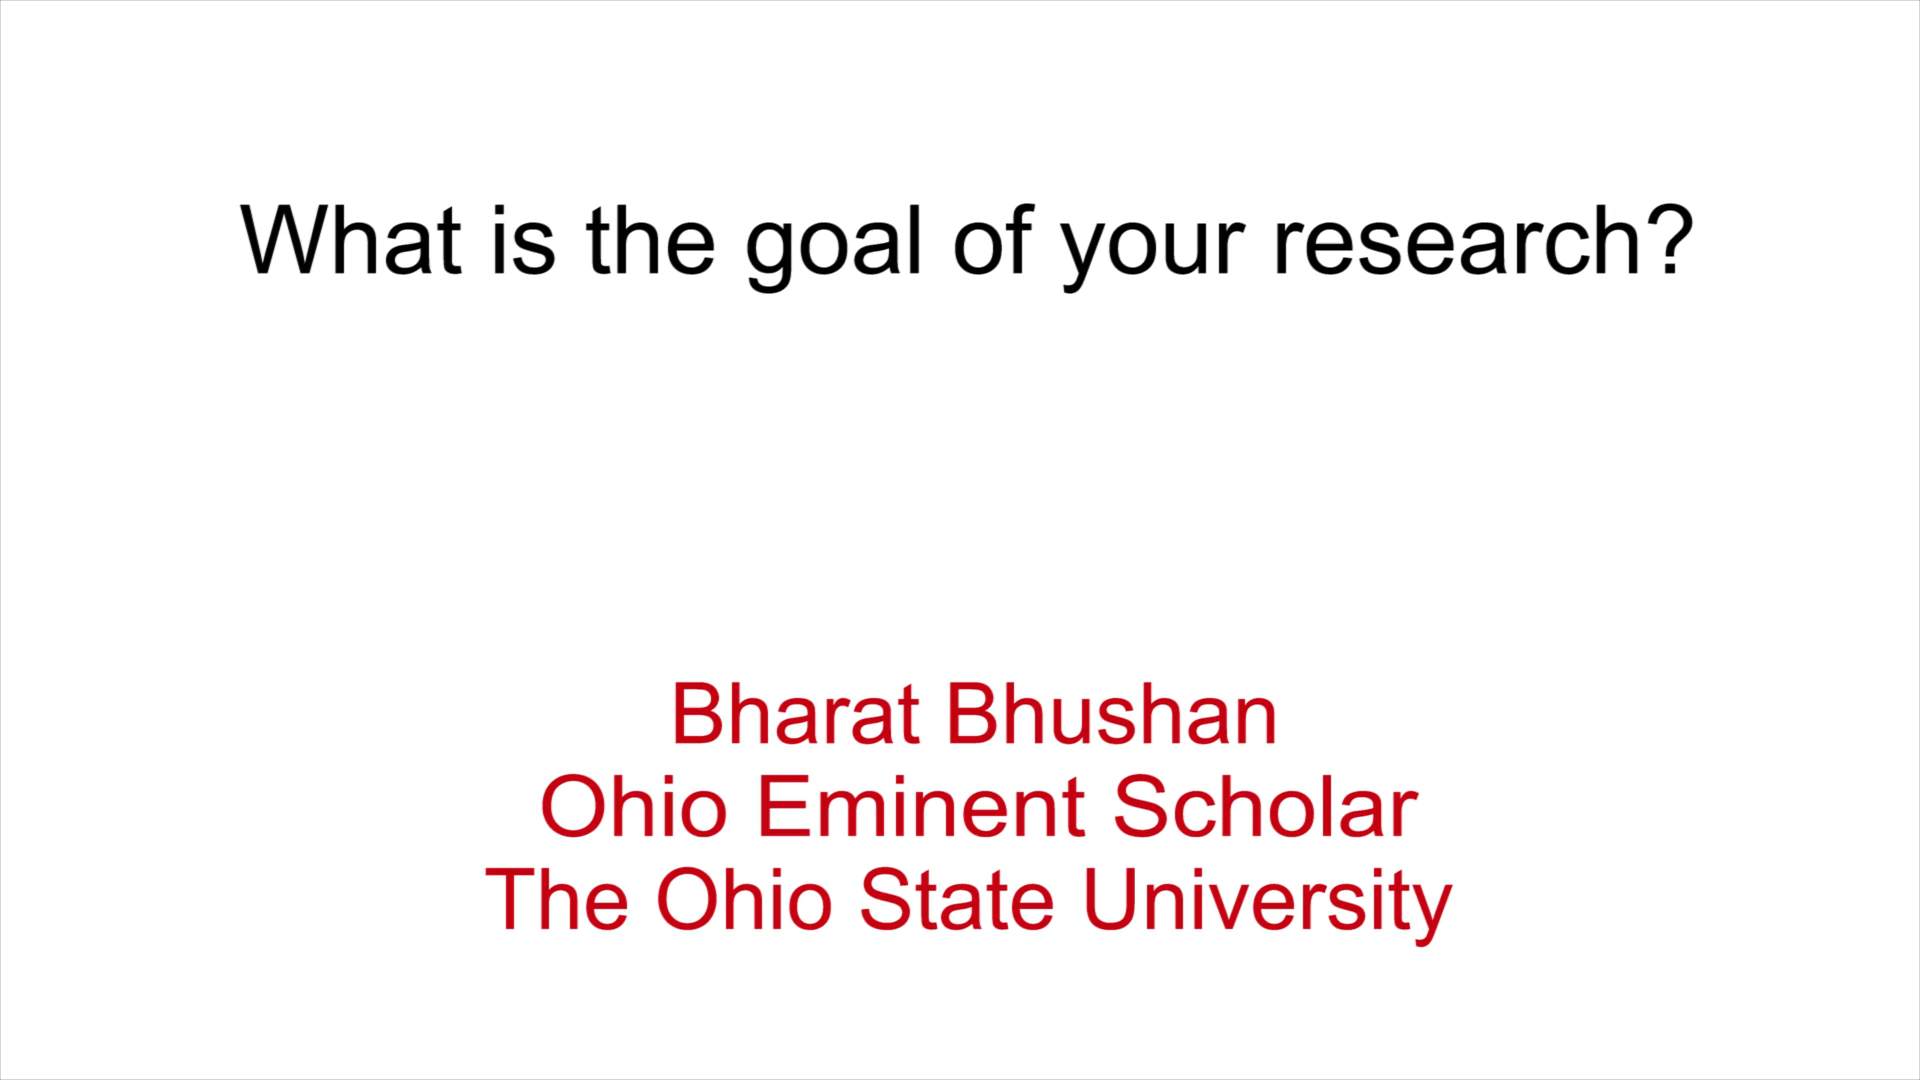 What is the goal of your research?
Bharat Bhushan
Ohio Eminent Scholar
The Ohio State University